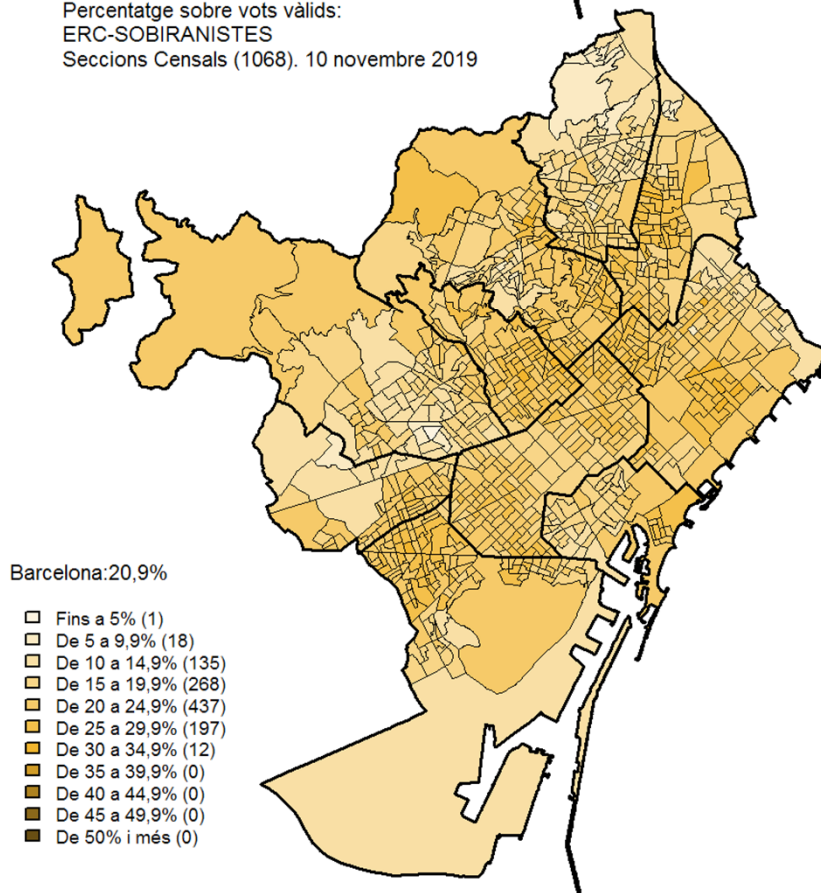 Percentatge sobre vots vàlids:
ERC-SOBIRANISTES
Seccions Censals (1068). 10 novembre 2019
Barcelona:20,9%
Fins a 5% (1)
De 5 a 9,9% (18)
De 10 a 14,9% (135)
De 15 a 19,9% (268)
De 20 a 24,9% (437)
De 25 a 29,9% (197)
De 30 a 34,9% (12)
De 35 a 39,9% (0)
De 40 a 44,9% (0)
De 45 a 49,9% (0)
De 50% i més (0)